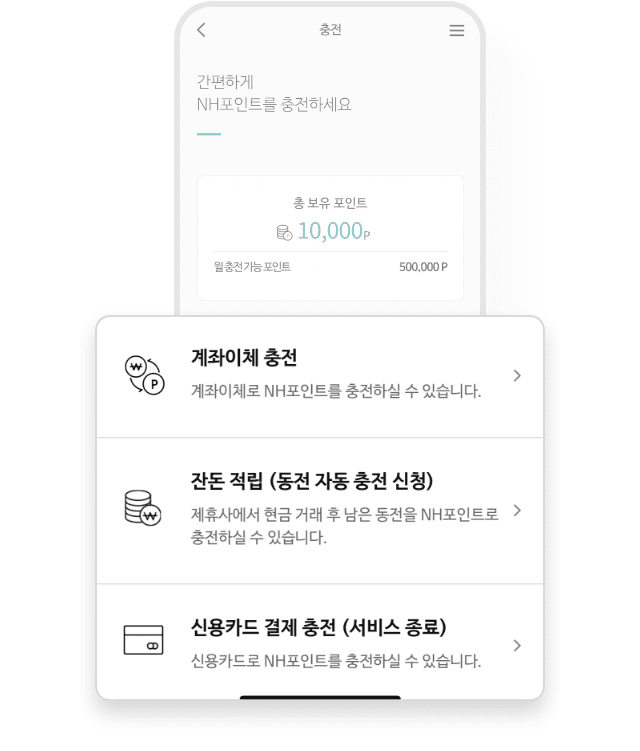 충전
간편하게
NH포인트를 충전하세요
총 보유 포인트
10,000P
월 충전가능 포인트 500,000 P
계좌이체 충전
계좌이체로 NH포인트를 충전하실 수 있습니다.
잔돈 적립 (동전 자동 충전 신청)
제휴사에서 현금 거래 후 남은 동전을 NH포인트로
충전하실 수 있습니다.
신용카드 결제 충전 (서비스 종료)
신용카드로 NH포인트를 충전하실 수 있습니다.